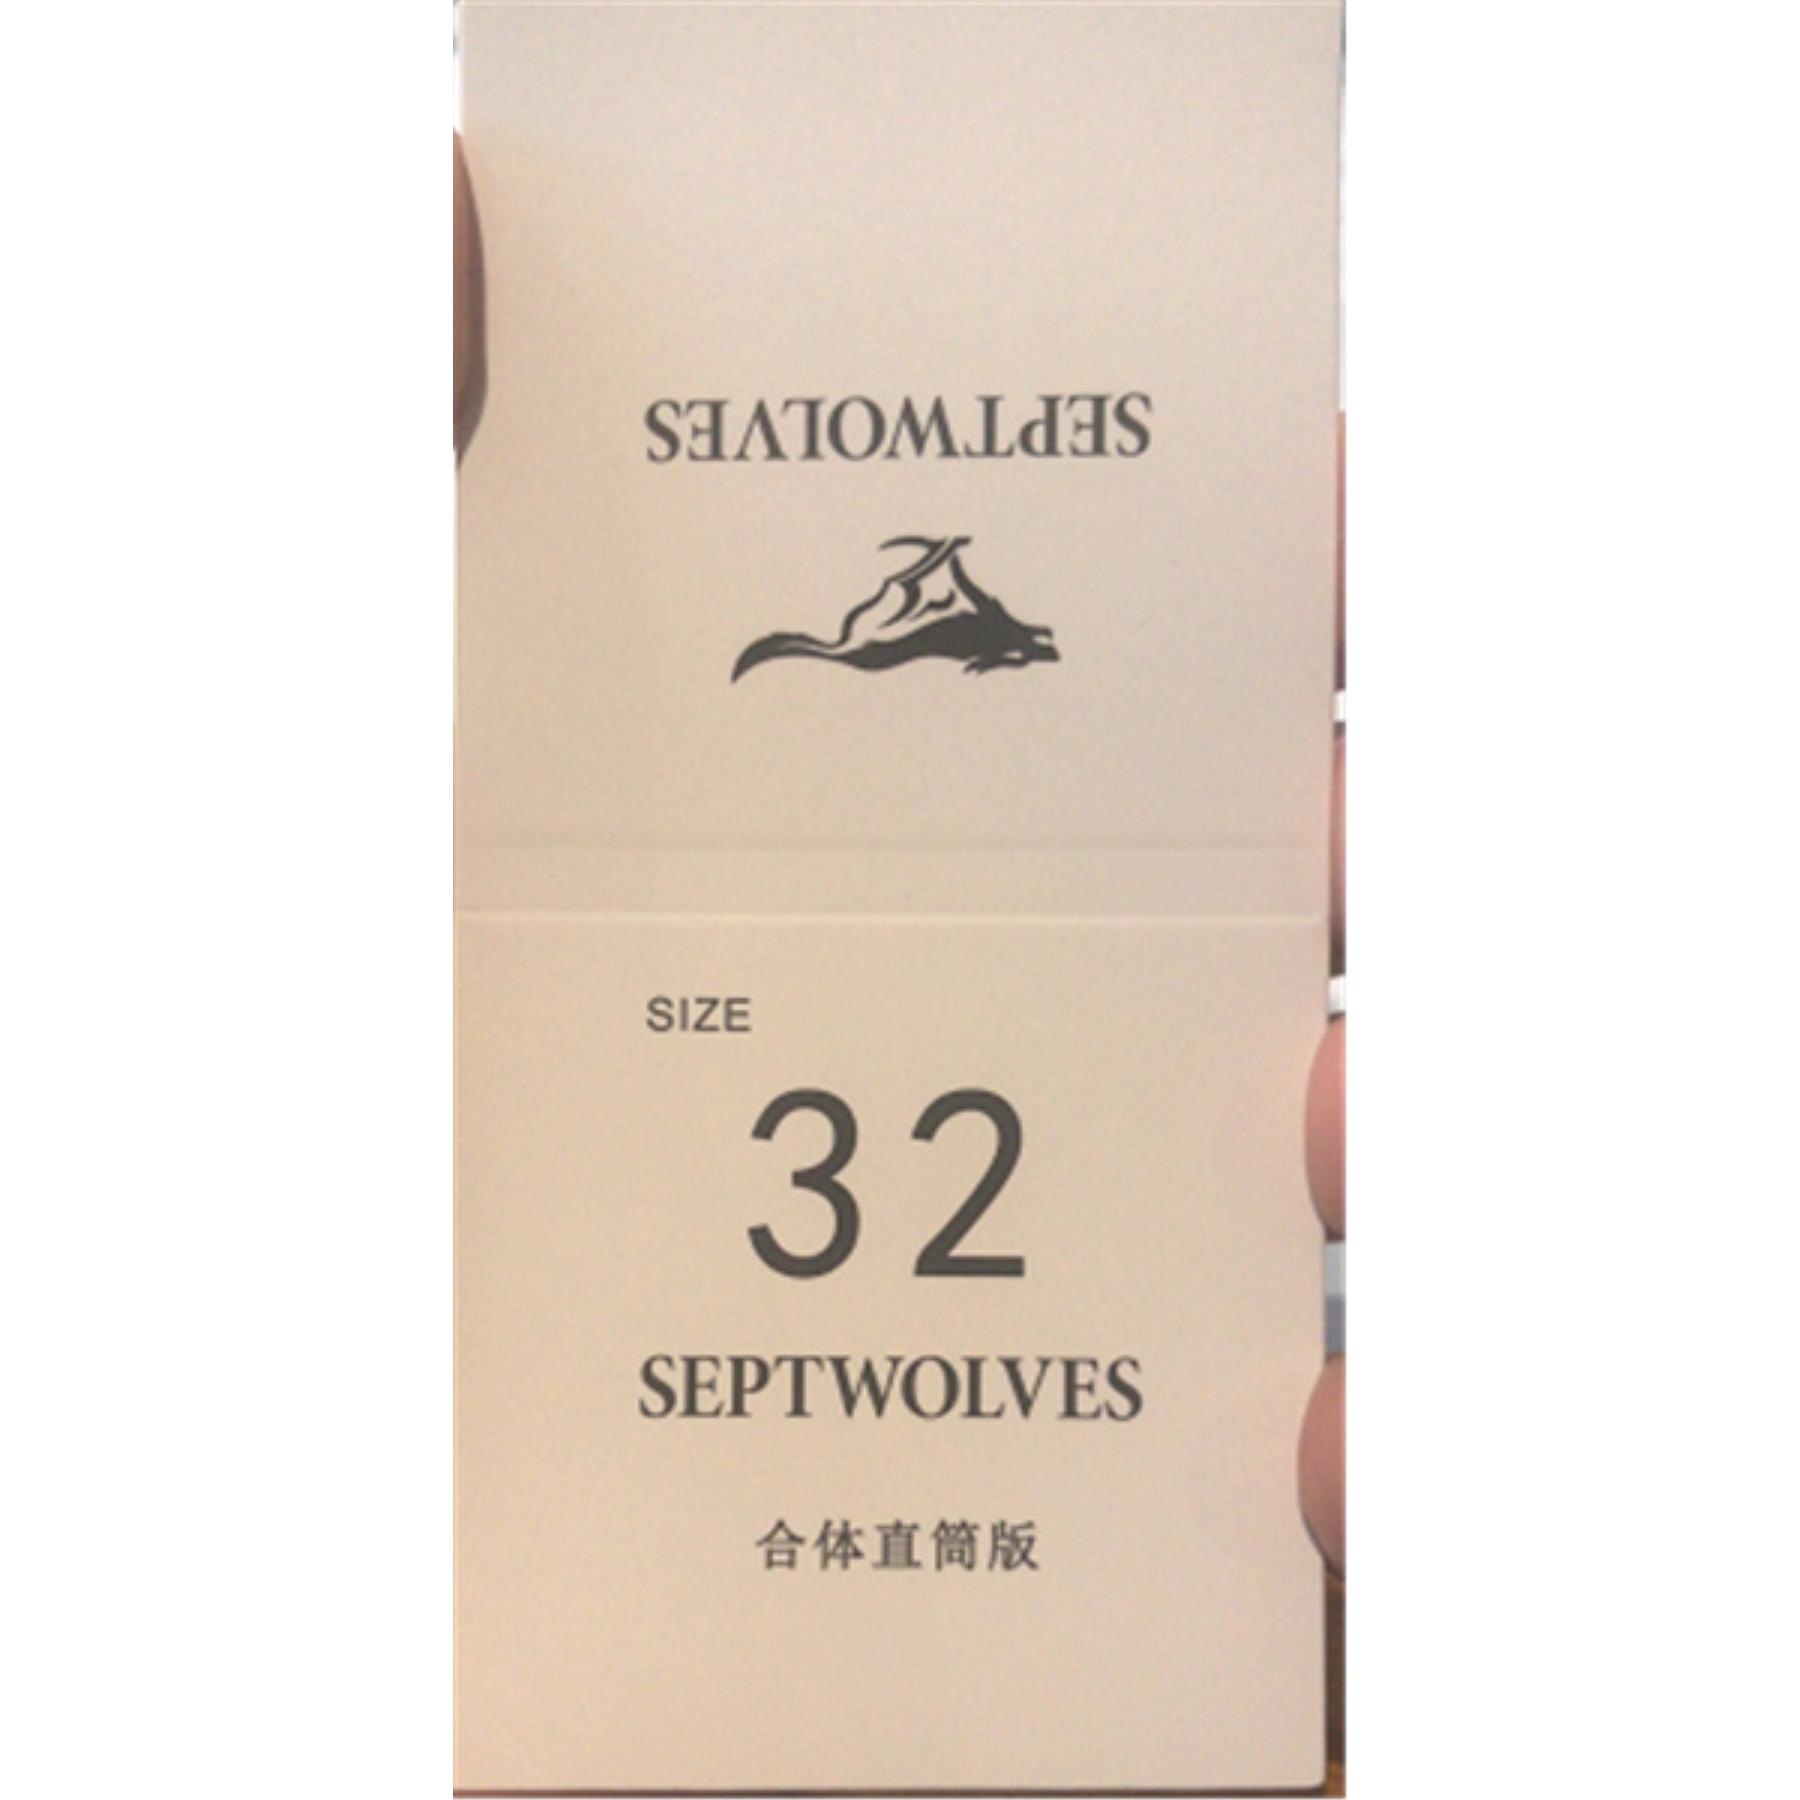 SEPTWOLVES
SIZE
32
SEPTWOLVES
合体直筒版